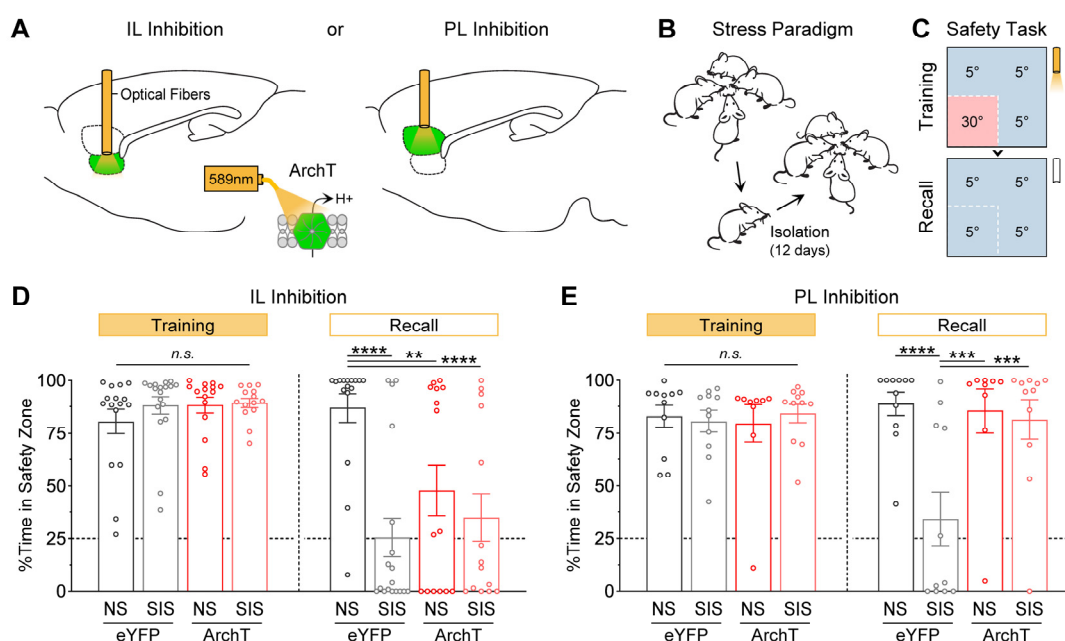 A
IL Inhibition
or
PL Inhibition
Optical Fibers
589nm
ArchT
H+
B
Stress Paradigm
Isolation
(12 days)
C
Safety Task
Training
5°
5°
30°
5°
Recall
5°
5°
5°
5°
D
IL Inhibition
Training
Recall
n.s.
****
**
****
%Time in Safety Zone
100
75
50
25
0
NS
SIS
NS
SIS
NS
SIS
NS
SIS
eYFP
ArchT
eYFP
ArchT
E
PL Inhibition
Training
Recall
n.s.
****
***
***
%Time in Safety Zone
100
75
50
25
0
NS
SIS
NS
SIS
NS
SIS
NS
SIS
eYFP
ArchT
eYFP
ArchT